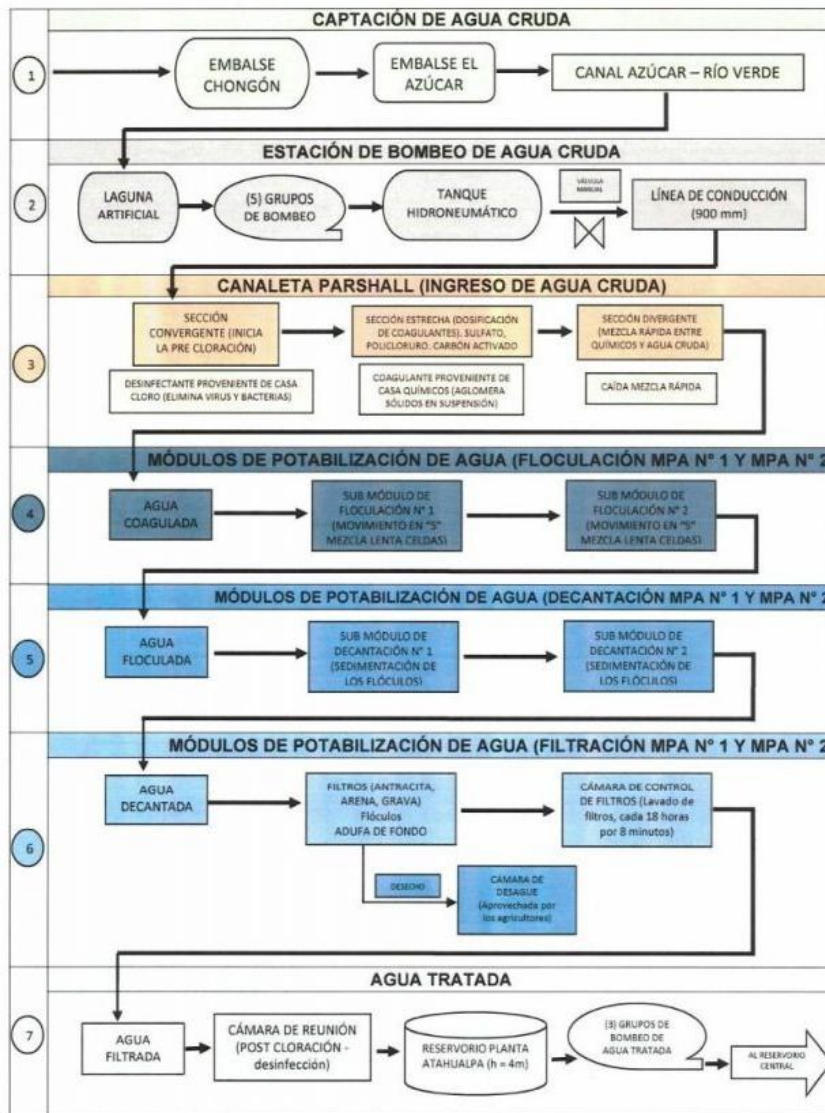 CAPTACIÓN DE AGUA CRUDA
1
EMBALSE
CHONGÓN
EMBALSE EL
AZÚCAR
CANAL AZÚCAR – RÍO VERDE
ESTACIÓN DE BOMBEO DE AGUA CRUDA
2
LAGUNA
ARTIFICIAL
(5) GRUPOS
DE BOMBEO
TANQUE
HIDRONEUMÁTICO
VÁLVULA
MANUAL
LÍNEA DE CONDUCCIÓN
(900 mm)
CANALETA PARSHALL (INGRESO DE AGUA CRUDA)
3
SECCIÓN
CONVERGENTE (INICIA
LA PRE CLORACIÓN)
SECCIÓN ESTRECHA (DOSIFICACIÓN
DE COAGULANTES). SULFATO,
POLICLORURO. CARBÓN ACTIVADO
SECCIÓN DIVERGENTE
(MEZCLA RÁPIDA ENTRE
QUÍMICOS Y AGUA CRUDA)
DESINFECTANTE PROVENIENTE DE CASA
CLORO (ELIMINA VIRUS Y BACTERIAS)
COAGULANTE PROVENIENTE DE
CASA QUÍMICOS (AGLOMERA
SÓLIDOS EN SUSPENSIÓN)
CAÍDA MEZCLA RÁPIDA
MÓDULOS DE POTABILIZACIÓN DE AGUA (FLOCULACIÓN MPA N° 1 Y MPA N° 2
4
AGUA
COAGULADA
SUB MÓDULO DE
FLOCULACIÓN N° 1
(MOVIMIENTO EN "S"
MEZCLA LENTA CELDAS)
SUB MÓDULO DE
FLOCULACIÓN N° 2
(MOVIMIENTO EN "S"
MEZCLA LENTA CELDAS)
MÓDULOS DE POTABILIZACIÓN DE AGUA (DECANTACIÓN MPA N° 1 Y MPA N° 2
5
AGUA
FLOCULADA
SUB MÓDULO DE
DECANTACIÓN N° 1
(SEDIMENTACIÓN DE
LOS FLÓCULOS)
SUB MÓDULO DE
DECANTACIÓN N° 2
(SEDIMENTACIÓN DE
LOS FLÓCULOS)
MÓDULOS DE POTABILIZACIÓN DE AGUA (FILTRACIÓN MPA N° 1 Y MPA N° 2
6
AGUA
DECANTADA
FILTROS (ANTRACITA,
ARENA, GRAVA)
Flóculos
ADUFA DE FONDO
CÁMARA DE CONTROL
DE FILTROS (Lavado de
filtros, cada 18 horas
por 8 minutos)
DESECHO
CÁMARA DE
DESAGUE
(Aprovechada por
los agricultores)
AGUA TRATADA
7
AGUA
FILTRADA
CÁMARA DE REUNIÓN
(POST CLORACIÓN -
desinfección)
RESERVORIO PLANTA
ATAHUALPA (h = 4m)
(3) GRUPOS DE
BOMBEO DE
AGUA TRATADA
AL RESERVORIO
CENTRAL